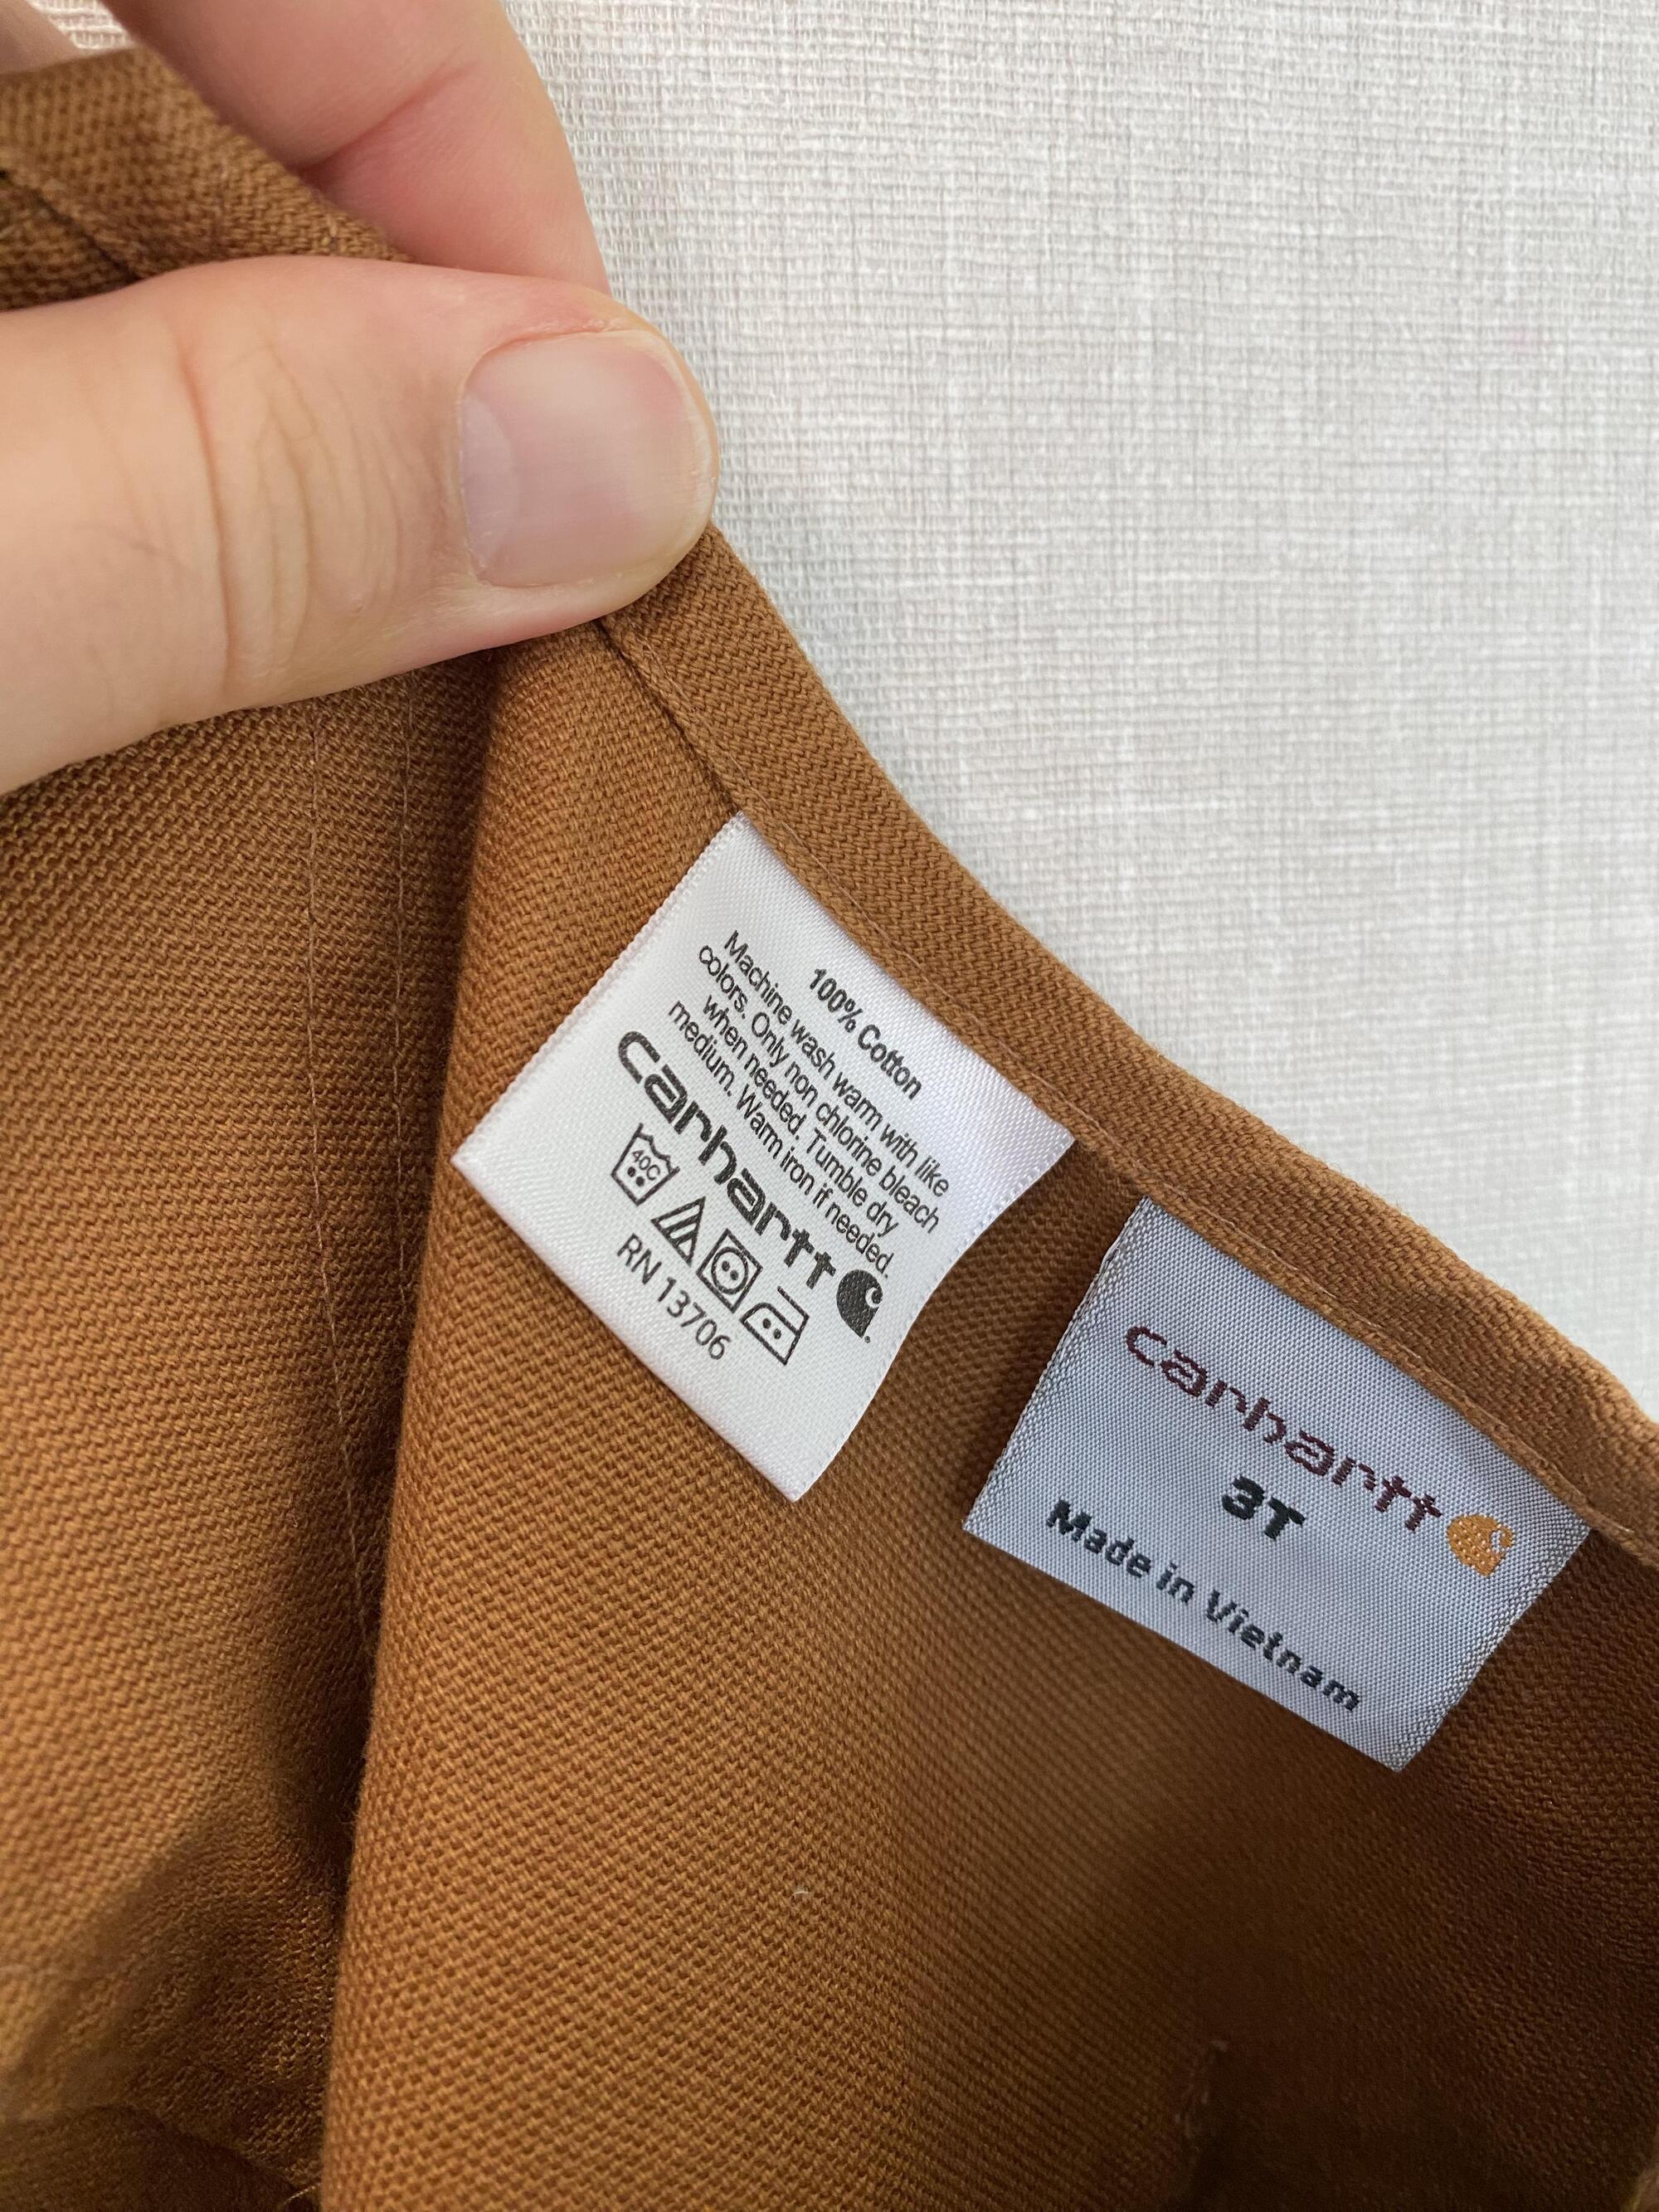 100% Cotton
Machine wash warm with like
colors. Only non chlorine bleach
when needed. Tumble dry
medium. Warm iron if needed.
carhartt
40C
RN 13706
carhartt
3T
Made in Vietnam